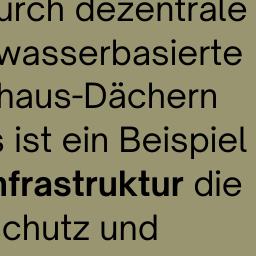 urch dezentrale
wasserbasierte
haus-Dächern
s ist ein Beispiel
nfrastruktur die
chutz und